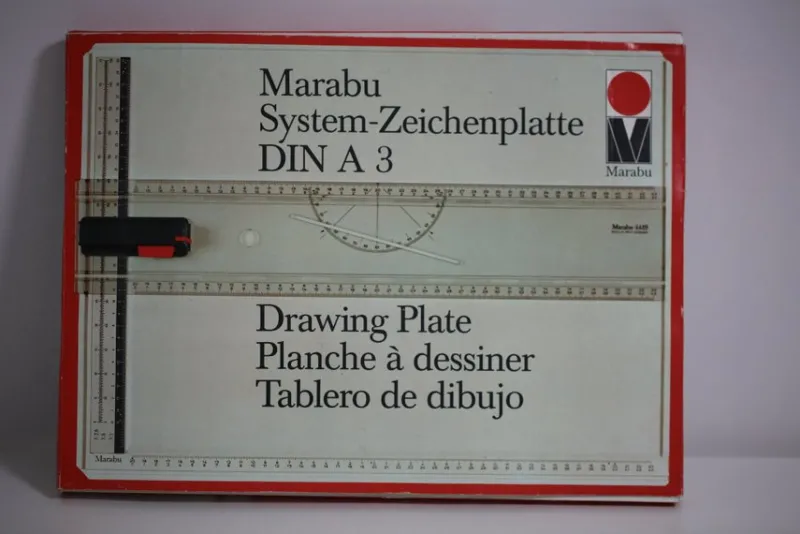 Marabu
System-Zeichenplatte
DIN A 3
Marabu
Drawing Plate
Planche à dessiner
Tablero de dibujo
Marabu